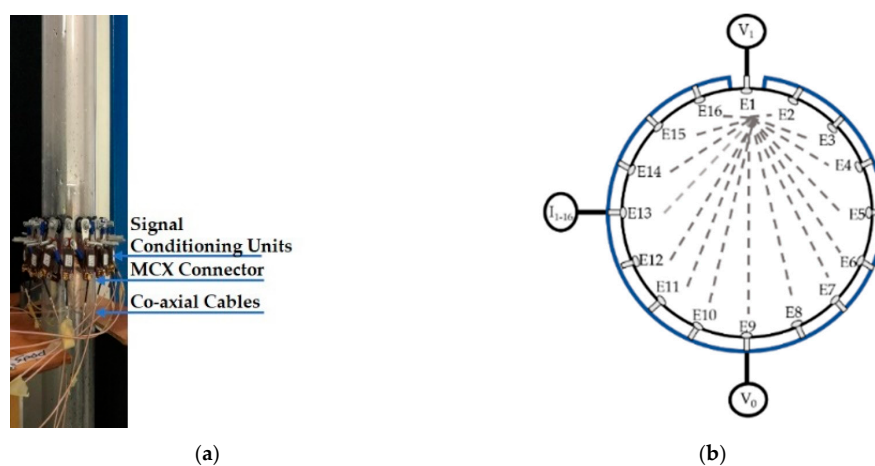 Signal
Conditioning Units
MCX Connector
Co-axial Cables
(a)
V1
E1
E2
E3
E4
E5
E6
E7
E8
E9
E10
E11
E12
E13
E14
E15
E16
I1-16
V0
(b)